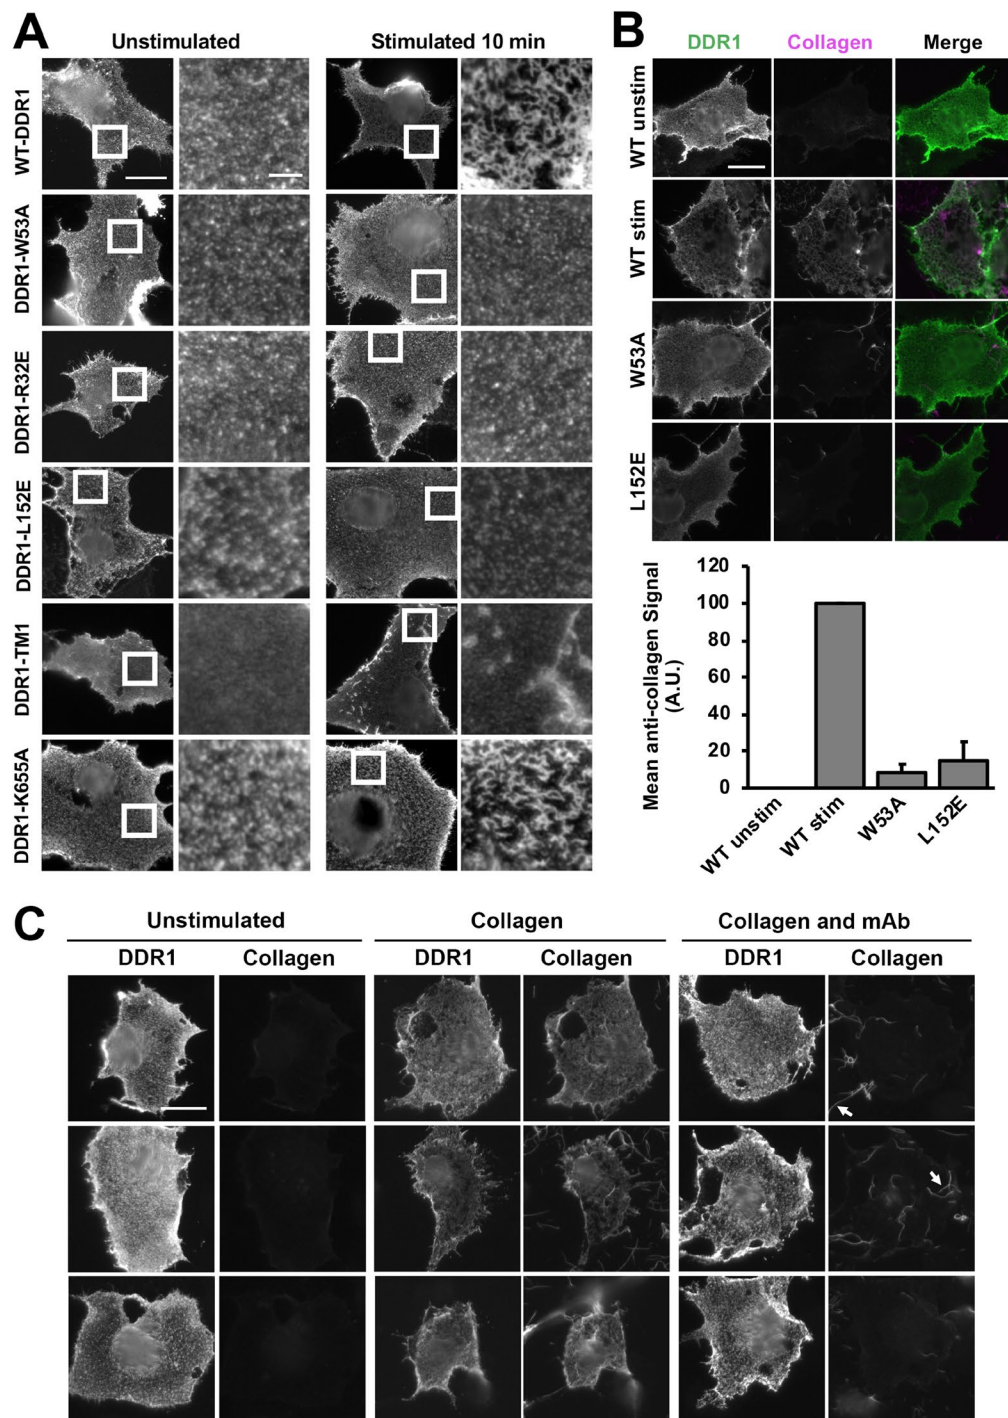 A
Unstimulated
Stimulated 10 min
WT-DDR1
DDR1-W53A
DDR1-R32E
DDR1-L152E
DDR1-TM1
DDR1-K655A
B
DDR1
Collagen
Merge
WT unstim
WT stim
W53A
L152E
Mean anti-collagen Signal
(A.U.)
120
100
80
60
40
20
0
WT unstim
WT stim
W53A
L152E
C
Unstimulated
Collagen
Collagen and mAb
DDR1
Collagen
DDR1
Collagen
DDR1
Collagen